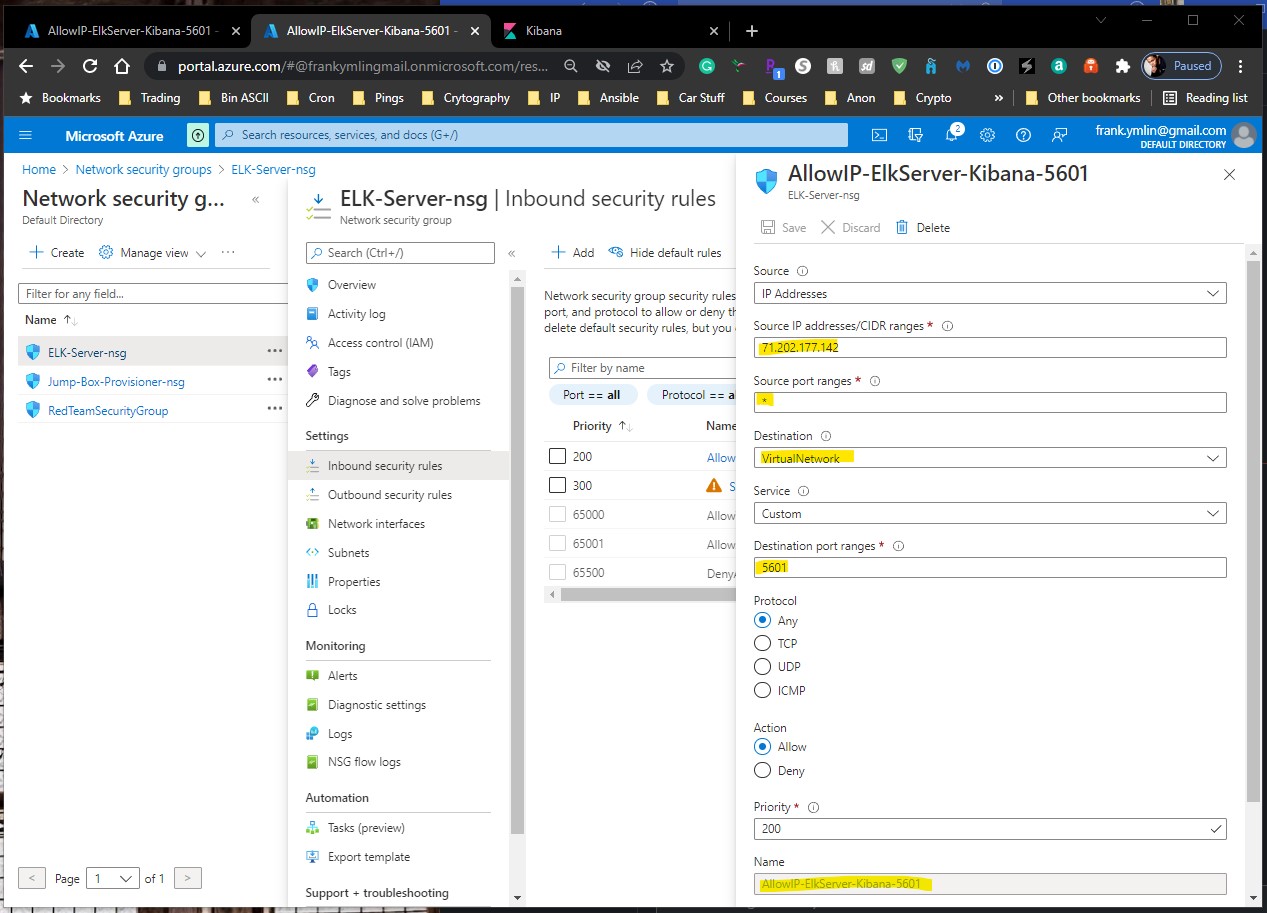 AllowIP-ElkServer-Kibana-5601 -
AllowIP-ElkServer-Kibana-5601 -
Kibana
portal.azure.com/#@frankymlingmail.onmicrosoft.com/res...
1
Paused
Bookmarks
Trading
Bin ASCII
Cron
Pings
Crytography
IP
Ansible
Car Stuff
Courses
Anon
Crypto
»
Other bookmarks
Reading list
Microsoft Azure
Search resources, services, and docs (G+/)
2
frank.ymlin@gmail.com
DEFAULT DIRECTORY
Home > Network security groups > ELK-Server-nsg
Network security g...
Default Directory
Create
Manage view
Filter for any field...
Name
ELK-Server-nsg
Jump-Box-Provisioner-nsg
RedTeamSecurityGroup
< Page 1 of 1 >
ELK-Server-nsg | Inbound security rules
Network security group
Search (Ctrl+/)
Overview
Activity log
Access control (IAM)
Tags
Diagnose and solve problems
Settings
Inbound security rules
Outbound security rules
Network interfaces
Subnets
Properties
Locks
Monitoring
Alerts
Diagnostic settings
Logs
NSG flow logs
Automation
Tasks (preview)
Export template
Support + troubleshooting
Add
Hide default rules
Network security group security rules
port, and protocol to allow or deny th
delete default security rules, but you
Filter by name
Port == all
Protocol == a
Priority
Name
200 Allow
300 S
65000 Allow
65001 Allow
65500 Deny
AllowIP-ElkServer-Kibana-5601
ELK-Server-nsg
Save
Discard
Delete
Source
IP Addresses
Source IP addresses/CIDR ranges *
71.202.177.142
Source port ranges *
*
Destination
VirtualNetwork
Service
Custom
Destination port ranges *
5601
Protocol
Any
TCP
UDP
ICMP
Action
Allow
Deny
Priority *
200
Name
AllowIP-ElkServer-Kibana-5601